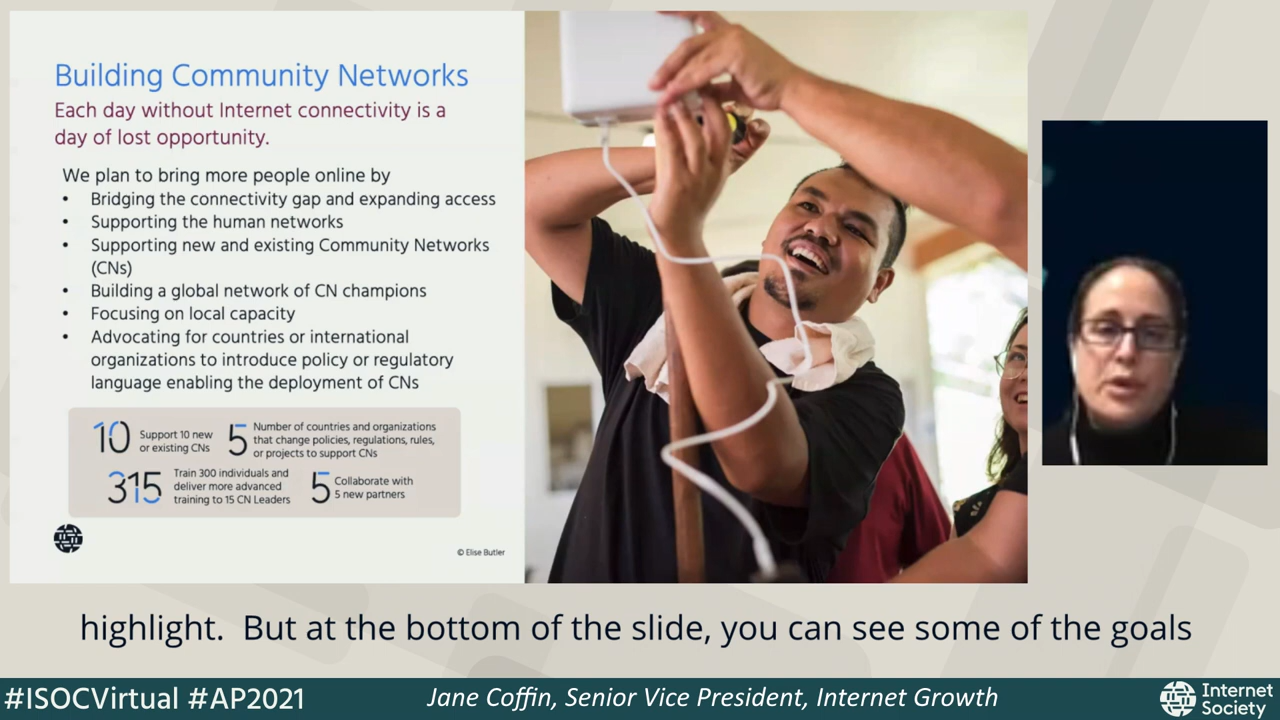 Building Community Networks
Each day without Internet connectivity is a
day of lost opportunity.
We plan to bring more people online by
• Bridging the connectivity gap and expanding access
• Supporting the human networks
• Supporting new and existing Community Networks
(CNs)
• Building a global network of CN champions
• Focusing on local capacity
• Advocating for countries or international
organizations to introduce policy or regulatory
language enabling the deployment of CNs
10
Support 10 new
or existing CNs
5
Number of countries and organizations
that change policies, regulations, rules,
or projects to support CNs
315
Train 300 individuals and
deliver more advanced
training to 15 CN Leaders
5
Collaborate with
5 new partners
© Elise Butler
highlight.  But at the bottom of the slide, you can see some of the goals
#ISOCVirtual #AP2021
Jane Coffin, Senior Vice President, Internet Growth
Internet
Society